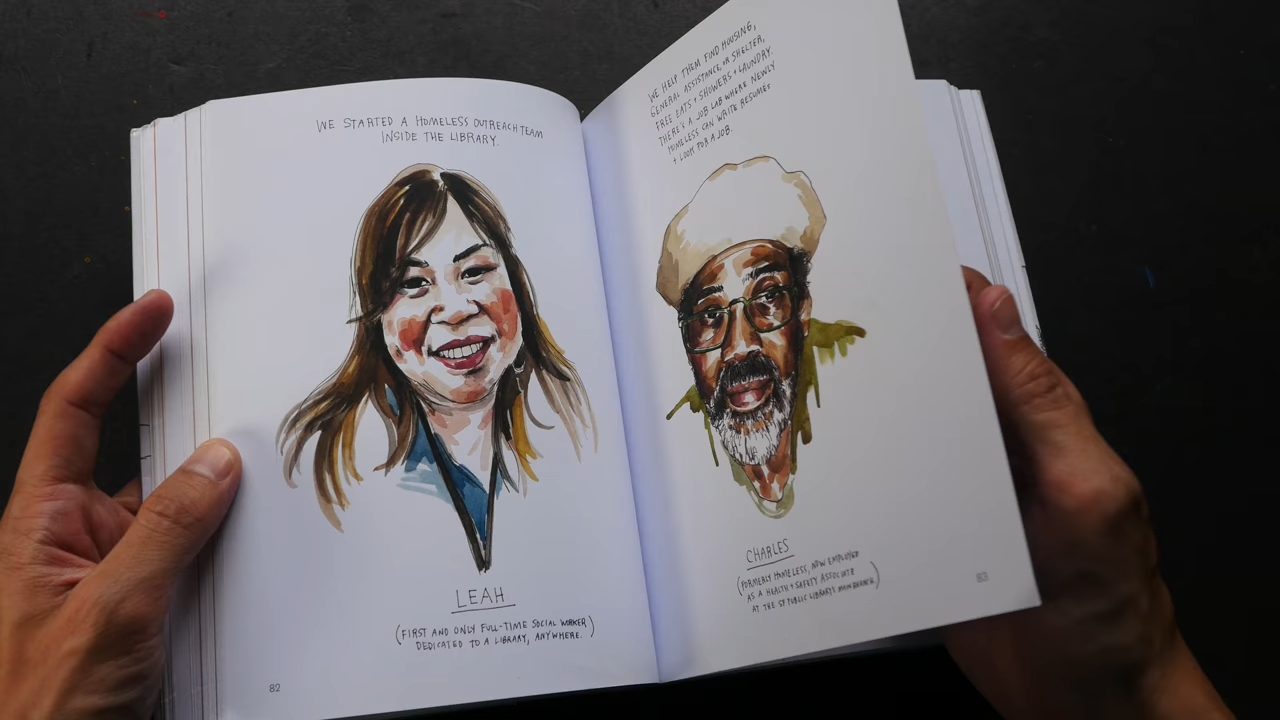 WE STARTED A HOMELESS OUTREACH TEAM
INSIDE THE LIBRARY.
LEAH
(FIRST AND ONLY FULL-TIME SOCIAL WORKER
DEDICATED TO A LIBRARY, ANYWHERE.)
82
WE HELP THEM FIND HOUSING,
GENERAL ASSISTANCE, OR SHELTER,
FREE EATS + SHOWERS + LAUNDRY.
THERE'S A JOB LAB WHERE NEWLY
HOMELESS CAN WRITE RESUMÉS
+ LOOK FOR A JOB.
CHARLES
(FORMERLY HOMELESS, NOW EMPLOYED
AS A HEALTH + SAFETY ASSOCIATE
AT THE SF PUBLIC LIBRARY'S MAIN BRANCH.)
83